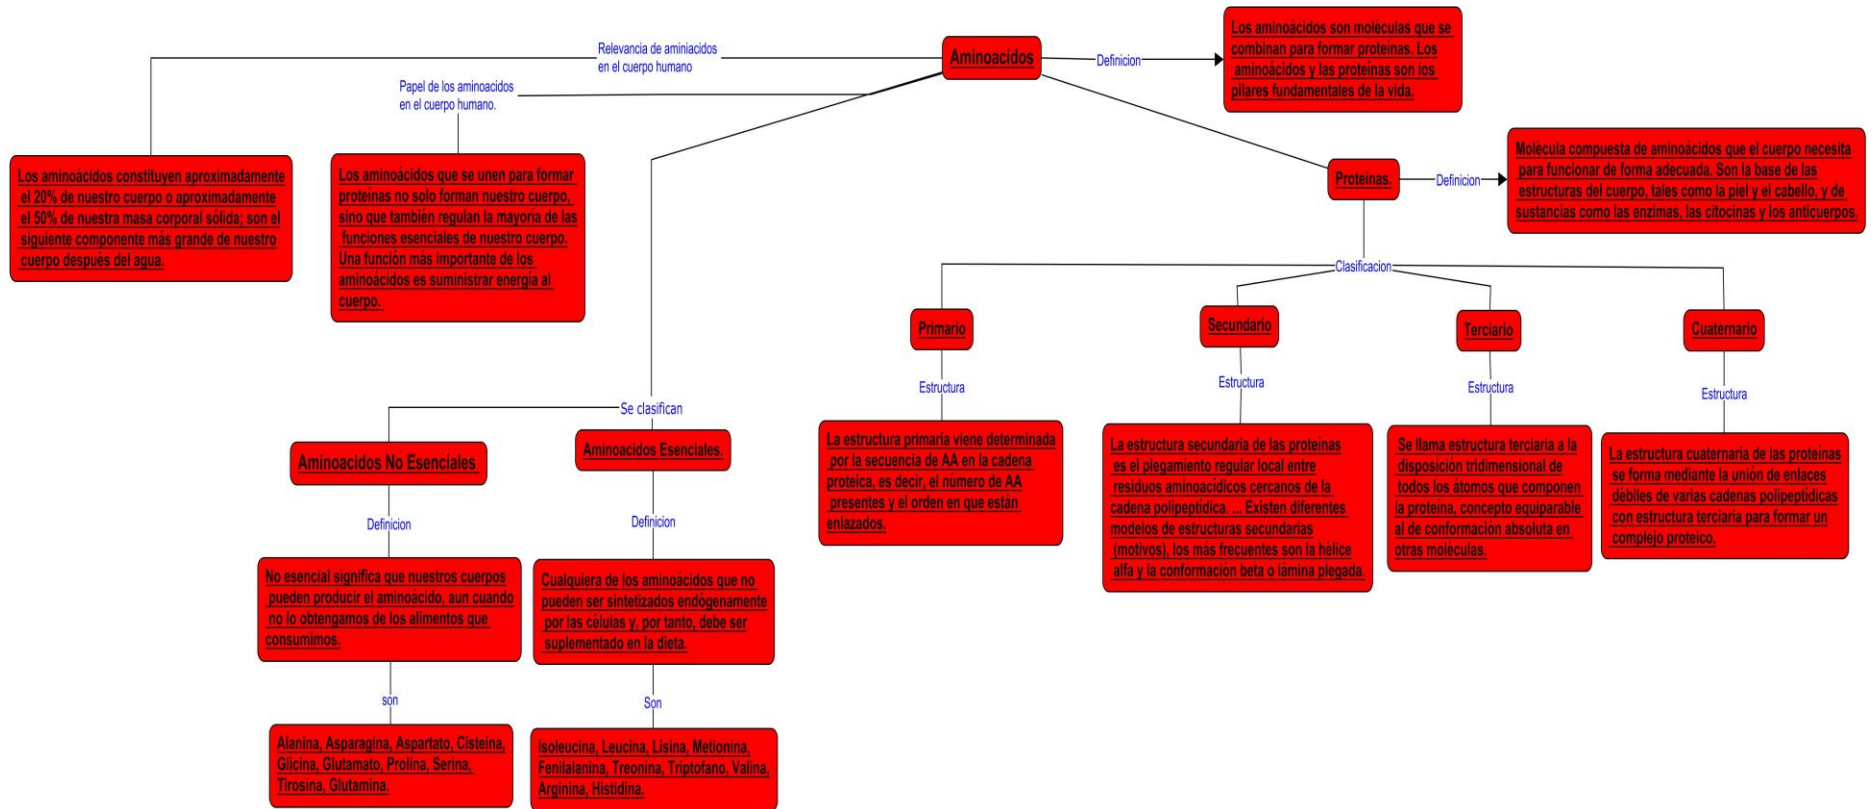 Aminoacidos
Definicion
Los aminoácidos son moléculas que se
combinan para formar proteínas. Los
aminoácidos y las proteínas son los
pilares fundamentales de la vida.
Relevancia de aminiacidos
en el cuerpo humano
Los aminoácidos constituyen aproximadamente
el 20% de nuestro cuerpo o aproximadamente
el 50% de nuestra masa corporal sólida; son el
siguiente componente más grande de nuestro
cuerpo después del agua.
Papel de los aminoacidos
en el cuerpo humano.
Los aminoácidos que se unen para formar
proteínas no solo forman nuestro cuerpo,
sino que también regulan la mayoría de las
funciones esenciales de nuestro cuerpo.
Una función más importante de los
aminoácidos es suministrar energía al
cuerpo.
Proteinas.
Definicion
Molécula compuesta de aminoácidos que el cuerpo necesita
para funcionar de forma adecuada. Son la base de las
estructuras del cuerpo, tales como la piel y el cabello, y de
sustancias como las enzimas, las citocinas y los anticuerpos.
Clasificacion
Primario
Estructura
La estructura primaria viene determinada
por la secuencia de AA en la cadena
proteica, es decir, el número de AA
presentes y el orden en que están
enlazados.
Secundario
Estructura
La estructura secundaria de las proteínas
es el plegamiento regular local entre
residuos aminoacídicos cercanos de la
cadena polipeptídica. ... Existen diferentes
modelos de estructuras secundarias
(motivos), los más frecuentes son la hélice
alfa y la conformación beta o lámina plegada.
Terciario
Estructura
Se llama estructura terciaria a la
disposición tridimensional de
todos los átomos que componen
la proteína, concepto equiparable
al de conformación absoluta en
otras moléculas.
Cuaternario
Estructura
La estructura cuaternaria de las proteínas
se forma mediante la unión de enlaces
débiles de varias cadenas polipeptídicas
con estructura terciaria para formar un
complejo proteico.
Se clasifican
Aminoacidos No Esenciales
Definicion
No esencial significa que nuestros cuerpos
pueden producir el aminoácido, aun cuando
no lo obtengamos de los alimentos que
consumimos.
son
Alanina, Asparagina, Aspartato, Cisteína,
Glicina, Glutamato, Prolina, Serina,
Tirosina, Glutamina.
Aminoacidos Esenciales.
Definicion
Cualquiera de los aminoácidos que no
pueden ser sintetizados endógenamente
por las células y, por tanto, debe ser
suplementado en la dieta.
Son
Isoleucina, Leucina, Lisina, Metionina,
Fenilalanina, Treonina, Triptofano, Valina,
Arginina, Histidina.